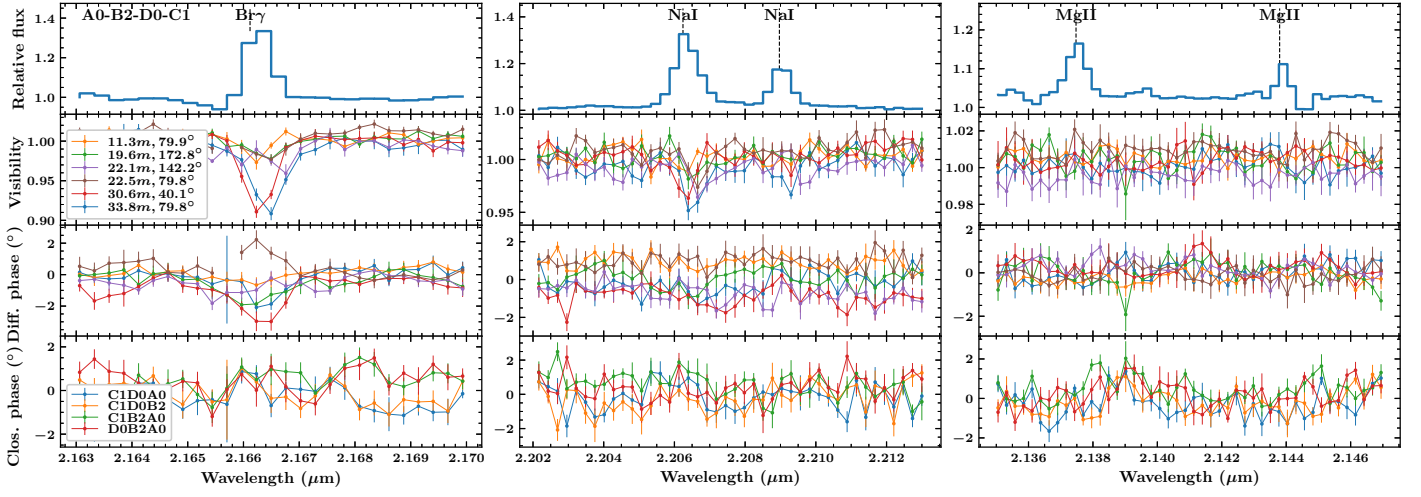 A0-B2-D0-C1
Brγ
NaI
NaI
MgII
MgII
Relative flux
1.4
1.2
1.0
1.4
1.2
1.0
1.2
1.1
1.0
Visibility
1.00
0.95
0.90
11.3m, 79.9°
19.6m, 172.8°
22.1m, 142.2°
22.5m, 79.8°
30.6m, 40.1°
33.8m, 79.8°
1.00
0.95
1.02
1.00
0.98
Diff. phase (°)
2
0
−2
2
0
−2
2
0
−2
Clos. phase (°)
2
0
−2
C1D0A0
C1D0B2
C1B2A0
D0B2A0
2
0
−2
2
0
−2
2.163 2.164 2.165 2.166 2.167 2.168 2.169 2.170
2.202 2.204 2.206 2.208 2.210 2.212
2.136 2.138 2.140 2.142 2.144 2.146
Wavelength (μm)
Wavelength (μm)
Wavelength (μm)